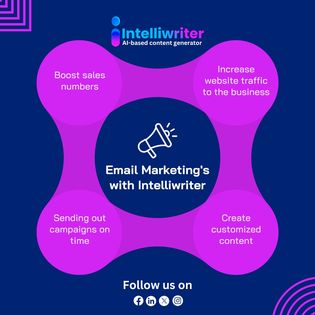 Intelliwriter
AI-based content generator
Boost sales
numbers
Increase
website traffic
to the business
Email Marketing's
with Intelliwriter
Sending out
campaigns on
time
Create
customized
content
Follow us on